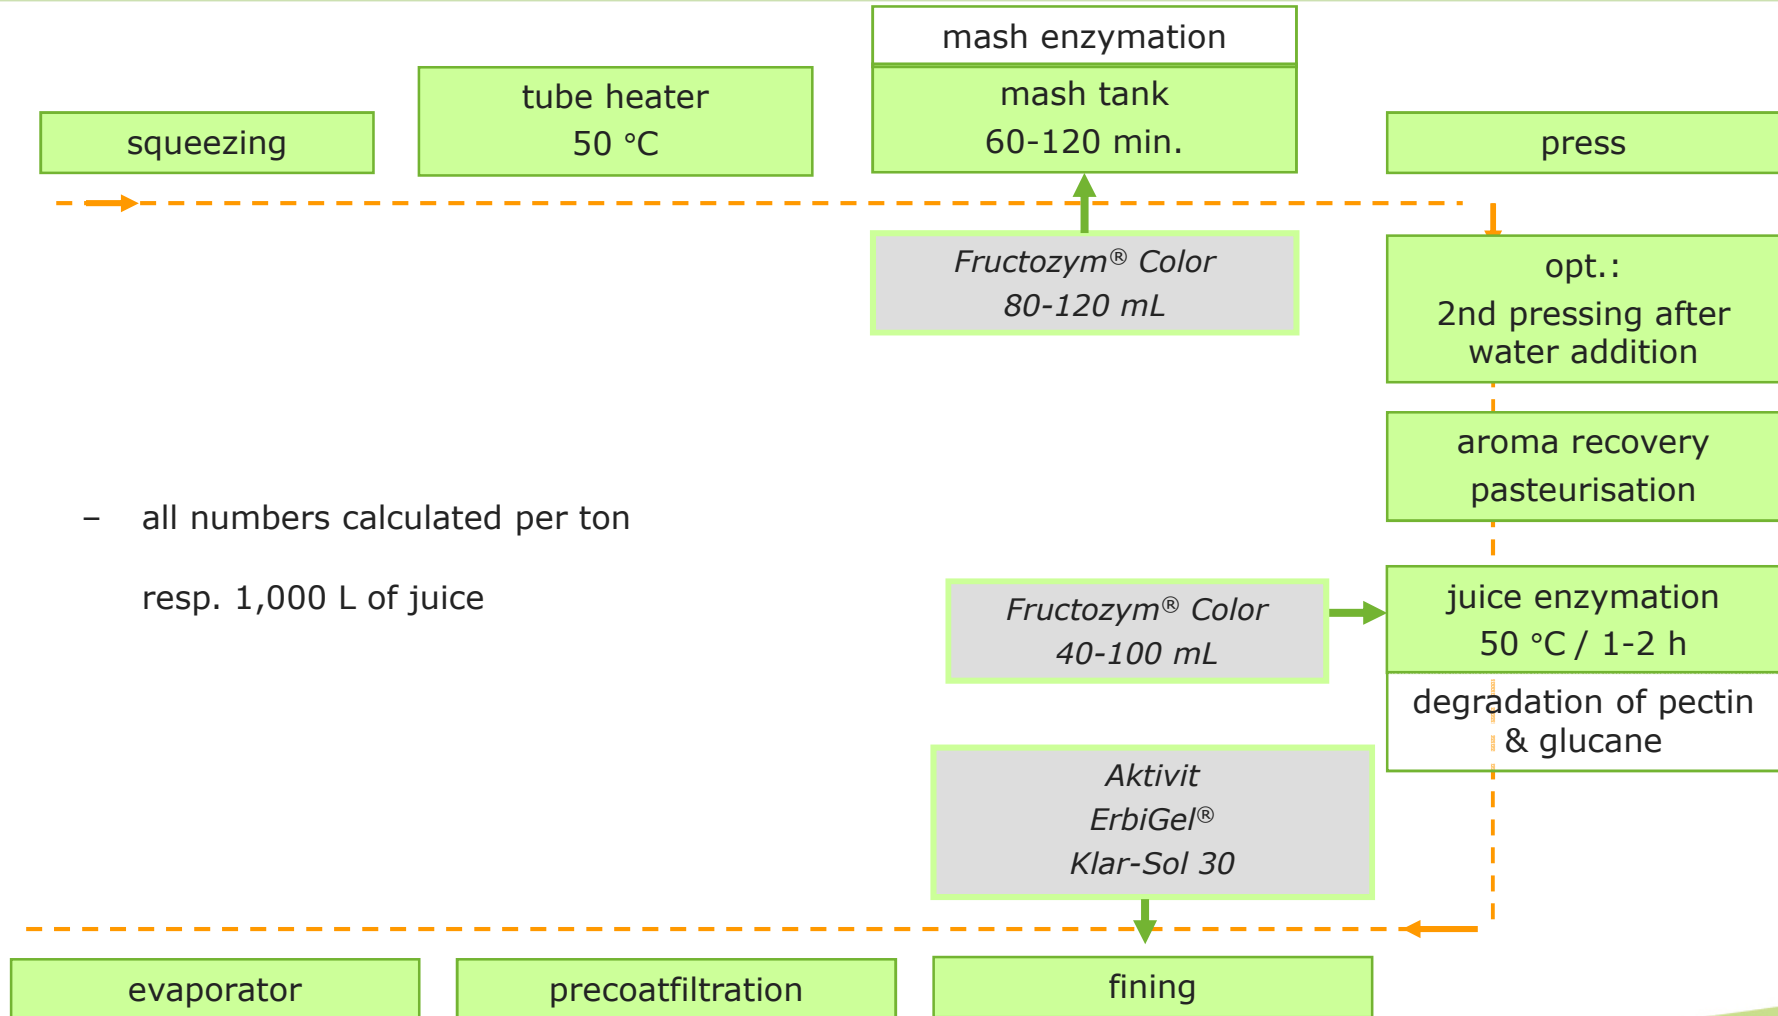 mash enzymation
squeezing
tube heater
50 °C
mash tank
60-120 min.
press
Fructozym® Color
80-120 mL
opt.:
2nd pressing after
water addition
aroma recovery
pasteurisation
– all numbers calculated per ton
resp. 1,000 L of juice
Fructozym® Color
40-100 mL
juice enzymation
50 °C / 1-2 h
degradation of pectin
& glucane
Aktivit
ErbiGel®
Klar-Sol 30
evaporator
precoatfiltration
fining